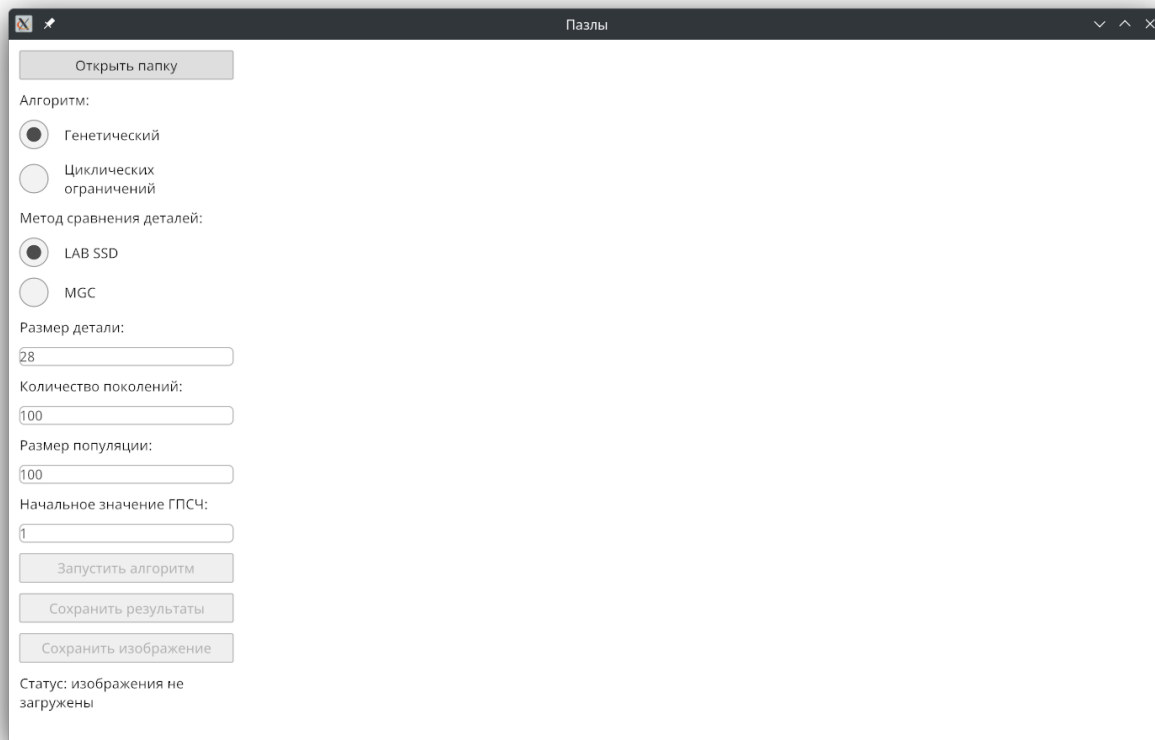 Пазлы
Открыть папку
Алгоритм:
Генетический
Циклических
ограничений
Метод сравнения деталей:
LAB SSD
MGC
Размер детали:
28
Количество поколений:
100
Размер популяции:
100
Начальное значение ГПСЧ:
1
Запустить алгоритм
Сохранить результаты
Сохранить изображение
Статус: изображения не
загружены